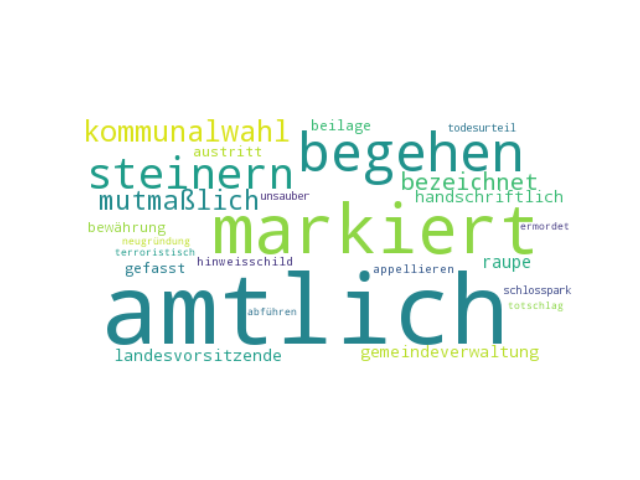 kommunalwahl
beilage
todesurteil
begehen
austritt
steinern
bezeichnet
mutmaßlich
unsauber
handschriftlich
markiert
bewährung
ermordet
neugründung
terroristisch
hinweisschild
raupe
gefasst
appellieren
amtlich
schlosspark
totschlag
abführen
landesvorsitzende
gemeindeverwaltung